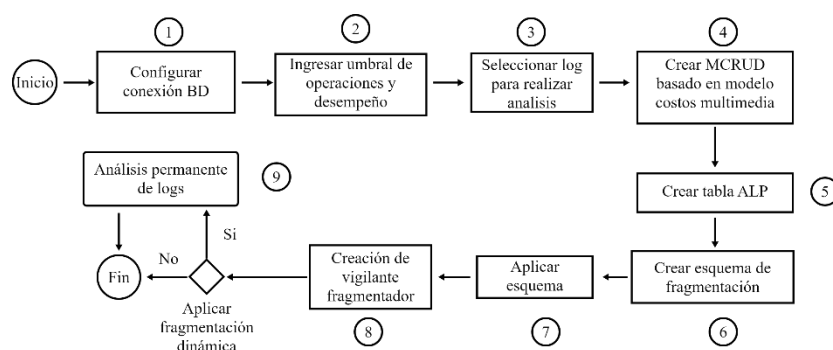 1
2
3
4
Inicio
Configurar
conexión BD
Ingresar umbral de
operaciones y
desempeño
Seleccionar log
para realizar
analisis
Crear MCRUD
basado en modelo
costos multimedia
Crear tabla ALP
5
Crear esquema de
fragmentación
6
Aplicar
esquema
7
Creación de
vigilante
fragmentador
8
Aplicar
fragmentación
dinámica
No
Si
Análisis permanente
de logs
9
Fin